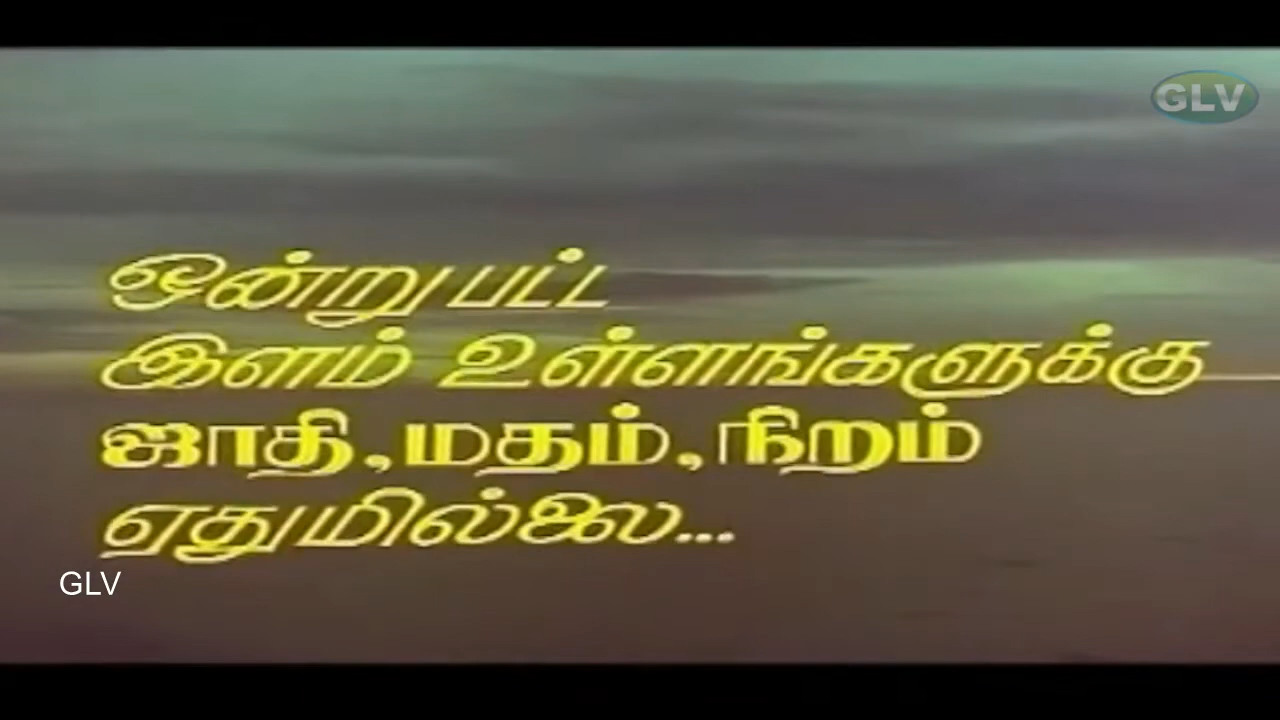 GLV
ஒன்றுபட்ட
இளம் உள்ளங்களுக்கு
ஜாதி,மதம்,நிறம்
ஏதுமில்லை...
GLV